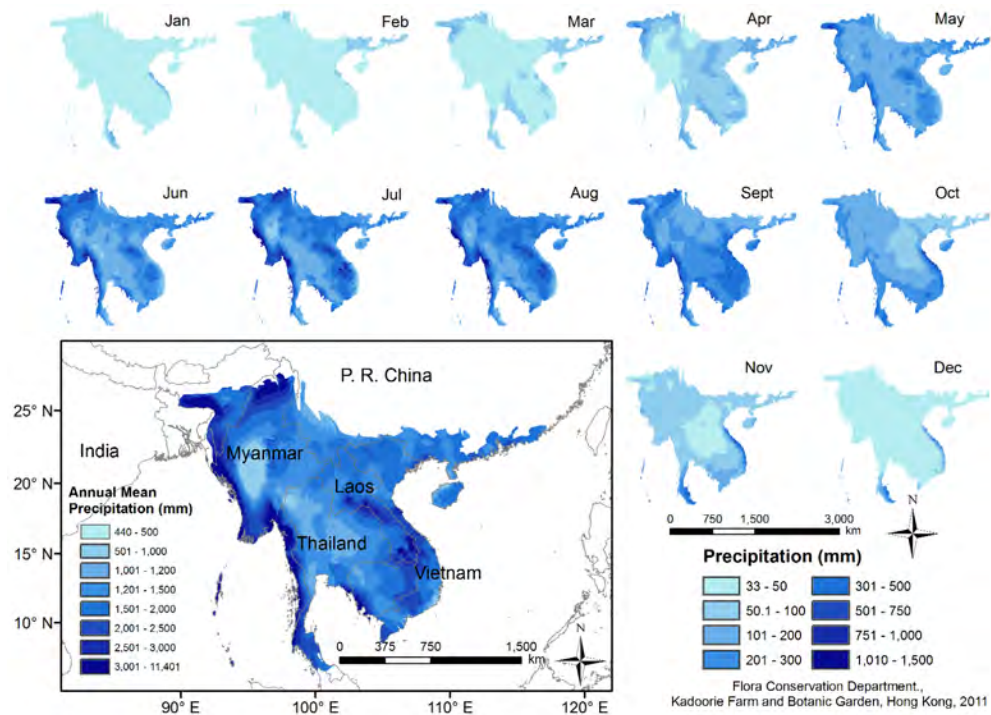 Jan
Feb
Mar
Apr
May
Jun
Jul
Aug
Sept
Oct
Nov
Dec
P. R. China
India
Myanmar
Laos
Thailand
Vietnam
25° N
20° N
15° N
10° N
90° E
100° E
110° E
120° E
Annual Mean
Precipitation (mm)
440 - 500
501 - 1,000
1,001 - 1,200
1,201 - 1,500
1,501 - 2,000
2,001 - 2,500
2,501 - 3,000
3,001 - 11,401
0 375 750 1,500
km
N
0 750 1,500 3,000
km
N
Precipitation (mm)
33 - 50
50.1 - 100
101 - 200
201 - 300
301 - 500
501 - 750
751 - 1,000
1,010 - 1,500
Flora Conservation Department.,
Kadoorie Farm and Botanic Garden, Hong Kong, 2011